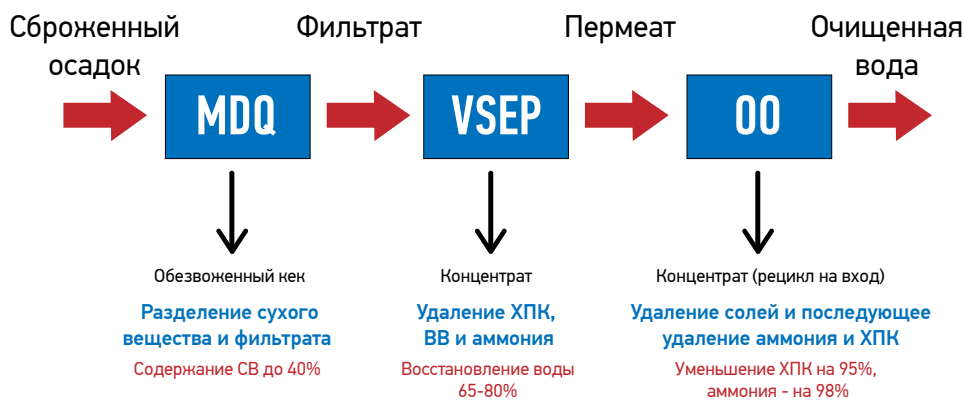 Сброженный
осадок
Фильтрат
Пермеат
Очищенная
вода
MDQ
VSEP
ОО
Обезвоженный кек
Разделение сухого
вещества и фильтрата
Содержание СВ до 40%
Концентрат
Удаление ХПК,
ВВ и аммония
Восстановление воды
65-80%
Концентрат (рецикл на вход)
Удаление солей и последующее
удаление аммония и ХПК
Уменьшение ХПК на 95%,
аммония - на 98%